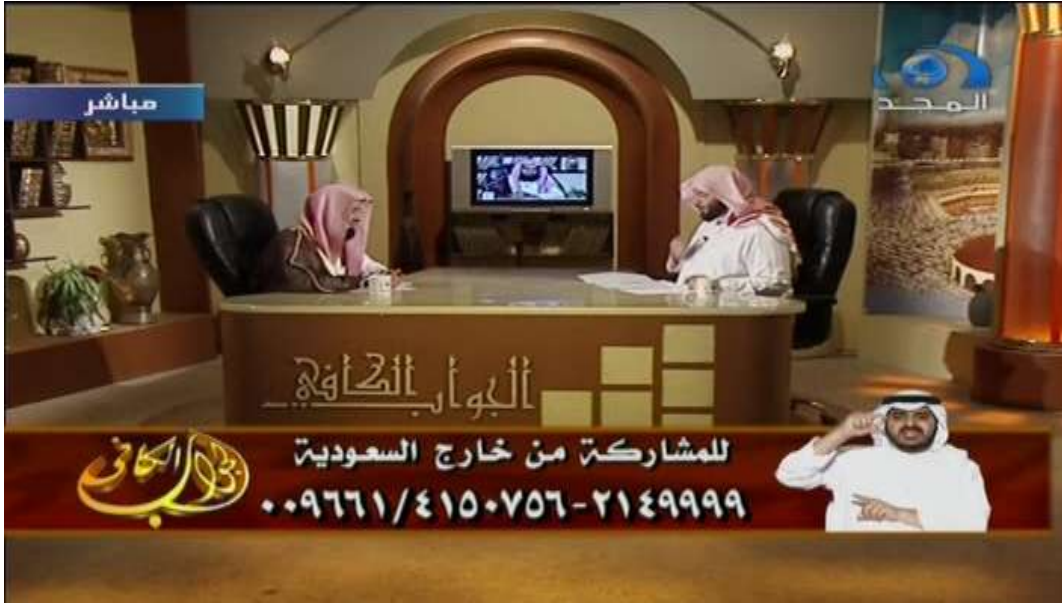 مباشر
المجد
الجواب الكافي
للمشاركة من خارج السعودية
الجواب الكافي
٠٠٩٦٦١/٤١٥٠٧٥٦-٢١٤٩٩٩٩